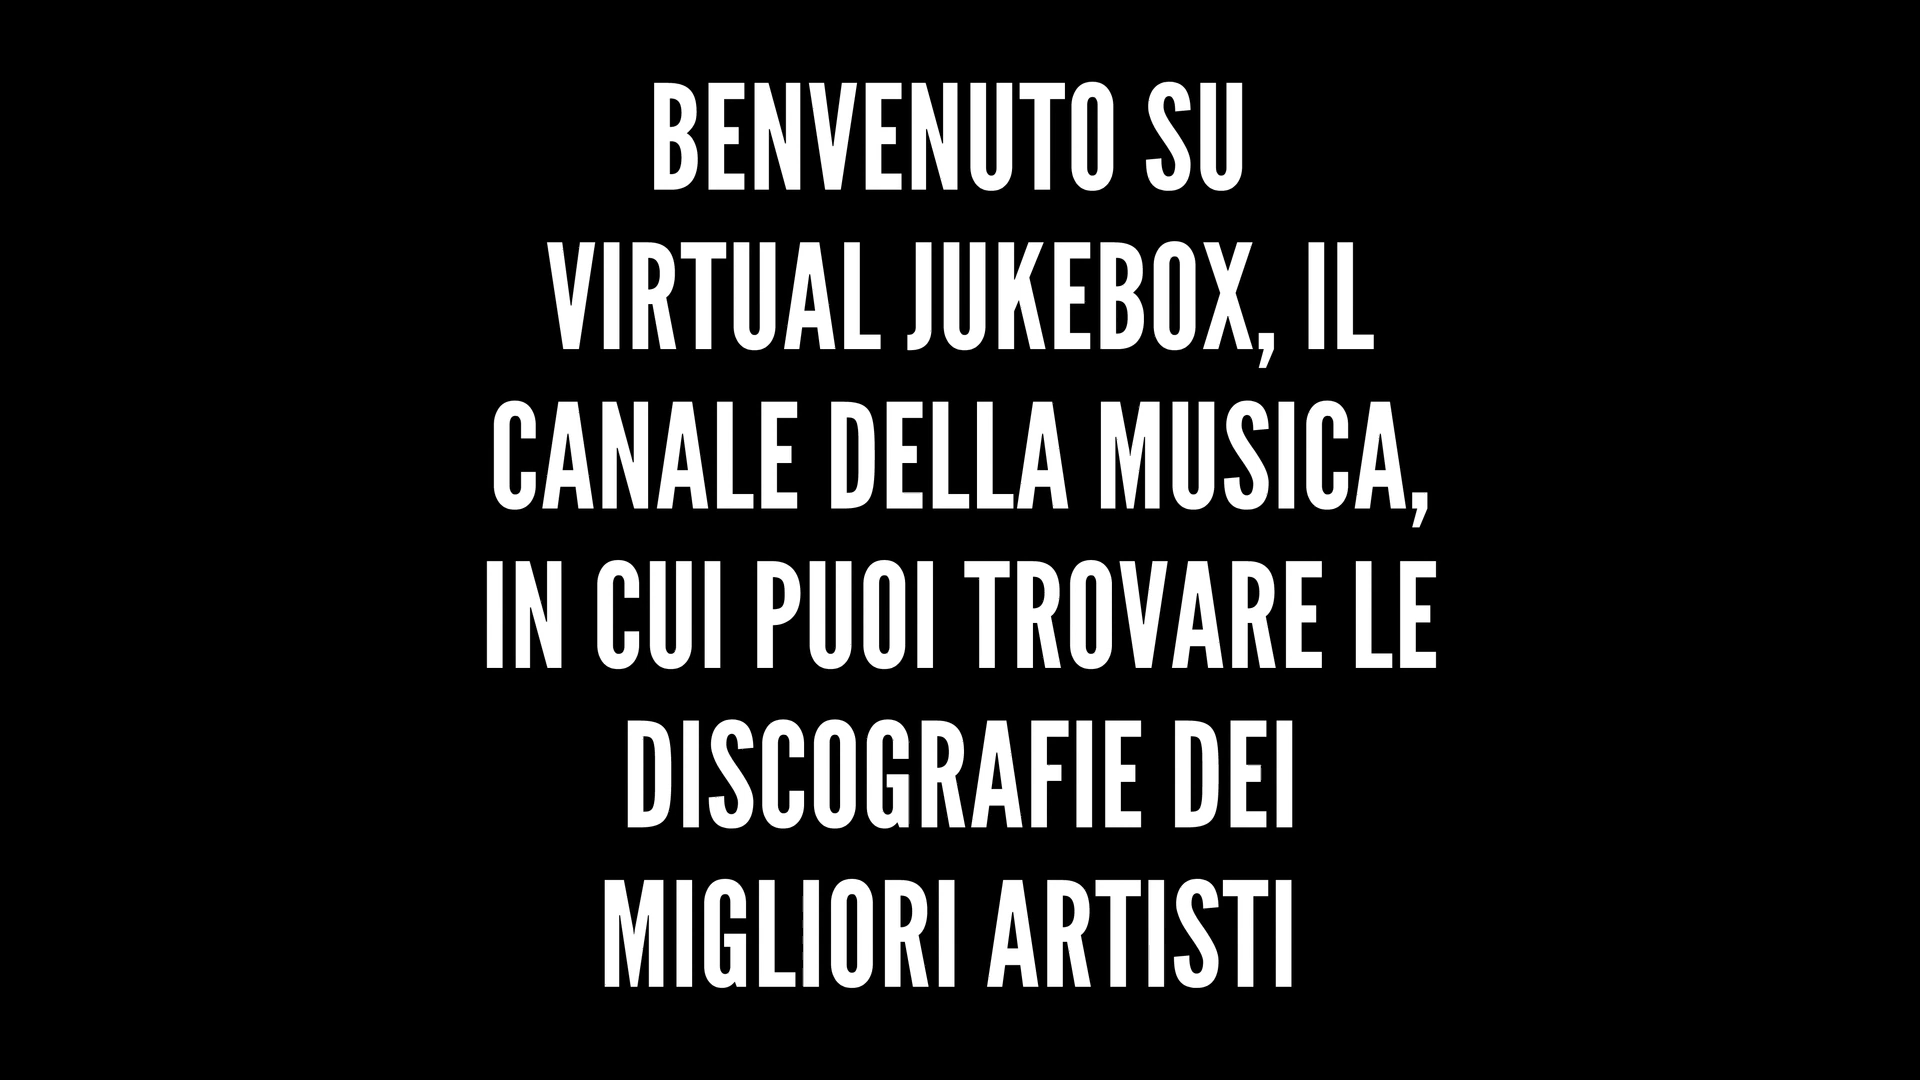 BENVENUTO SU
VIRTUAL JUKEBOX, IL
CANALE DELLA MUSICA,
IN CUI PUOI TROVARE LE
DISCOGRAFIE DEI
MIGLIORI ARTISTI